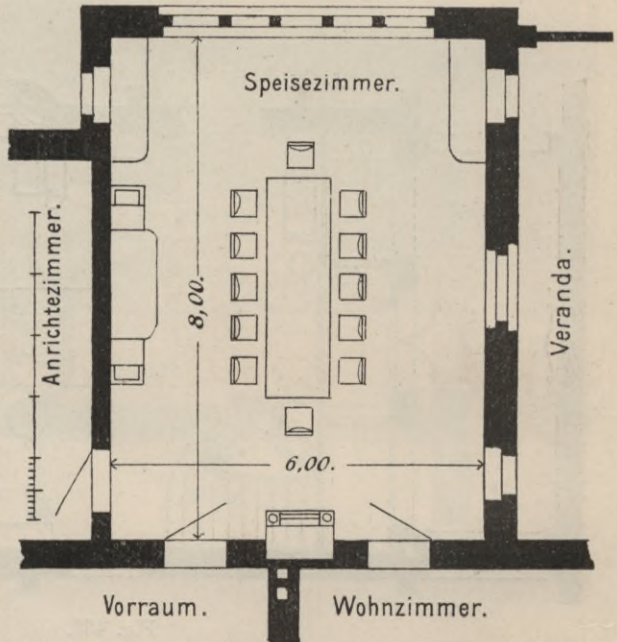 Speisezimmer.
Anrichtezimmer.
8,00.
Veranda.
6,00.
Vorraum.
Wohnzimmer.